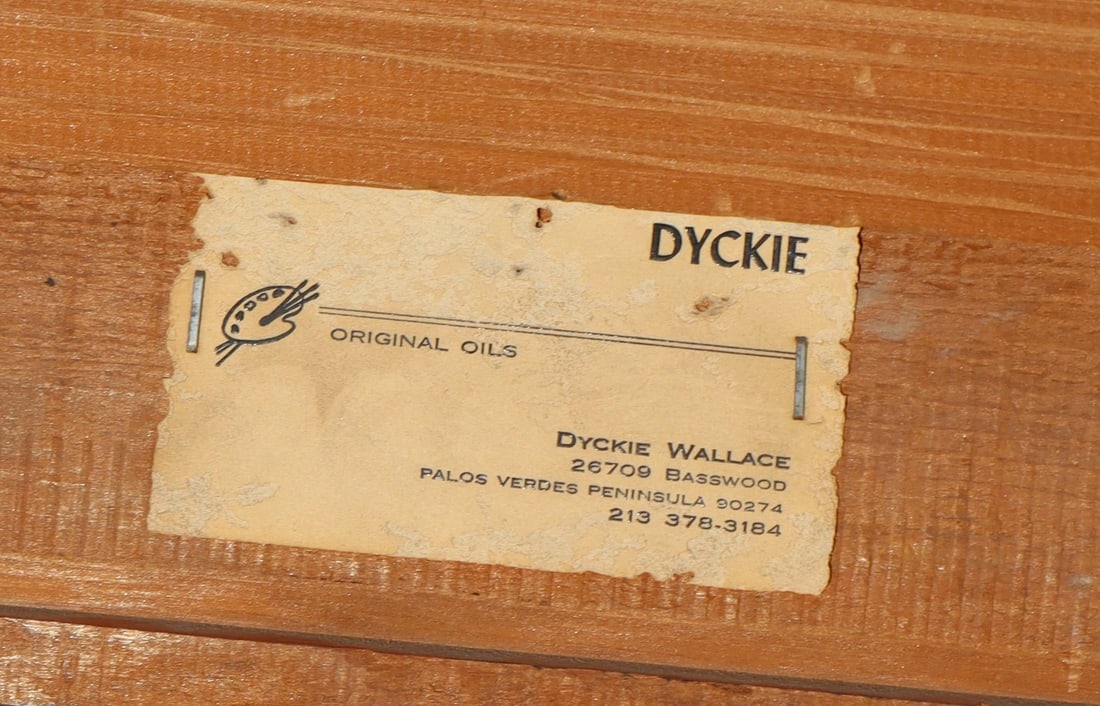 DYCKIE
ORIGINAL OILS
DYCKIE WALLACE
26709 BASSWOOD
PALOS VERDES PENINSULA 90274
213 378-3184